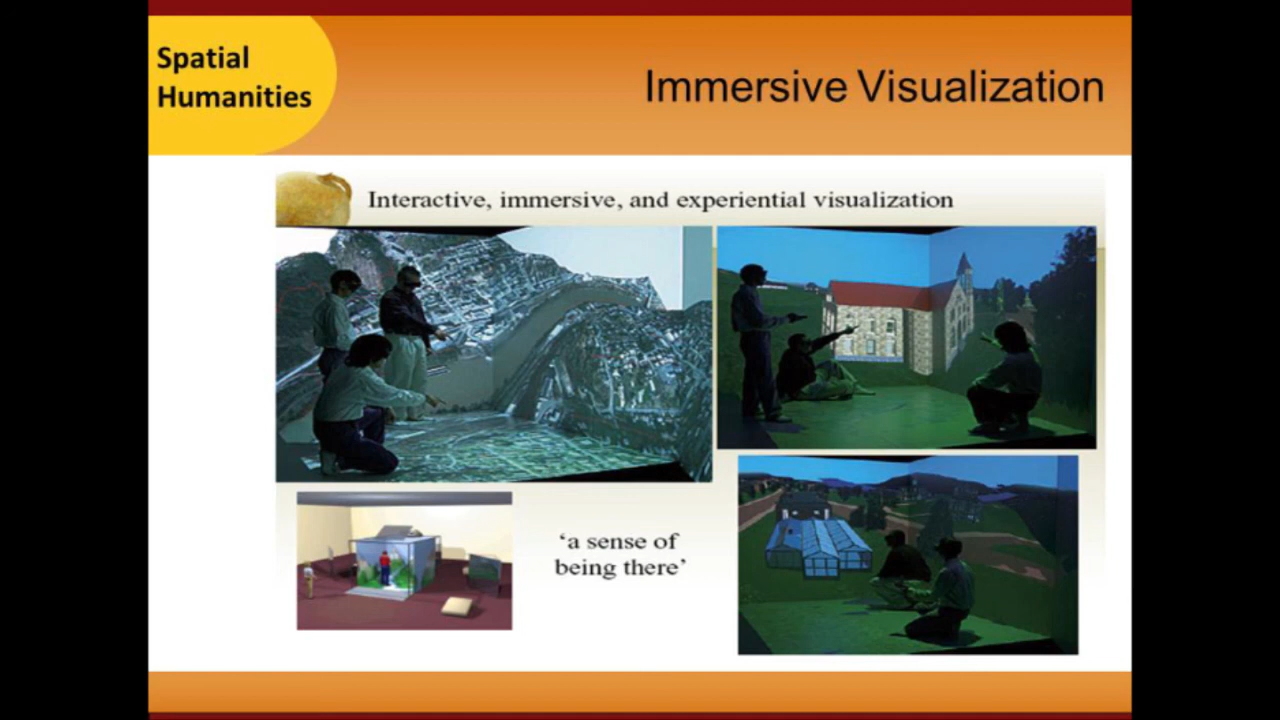 Spatial
Humanities
Immersive Visualization
Interactive, immersive, and experiential visualization
‘a sense of
being there’